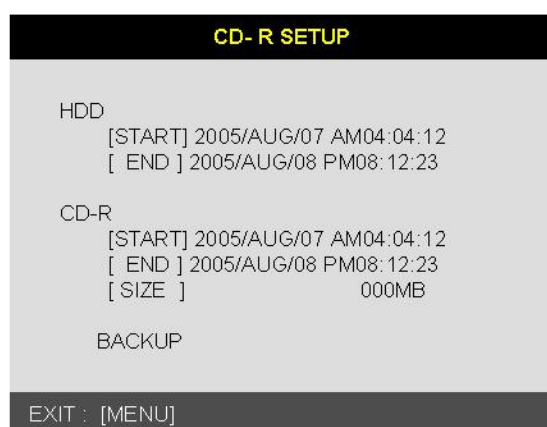 CD- R SETUP
HDD
[START] 2005/AUG/07 AM04:04:12
[ END ] 2005/AUG/08 PM08:12:23
CD-R
[START] 2005/AUG/07 AM04:04:12
[ END ] 2005/AUG/08 PM08:12:23
[ SIZE ] 000MB
BACKUP
EXIT : [MENU]